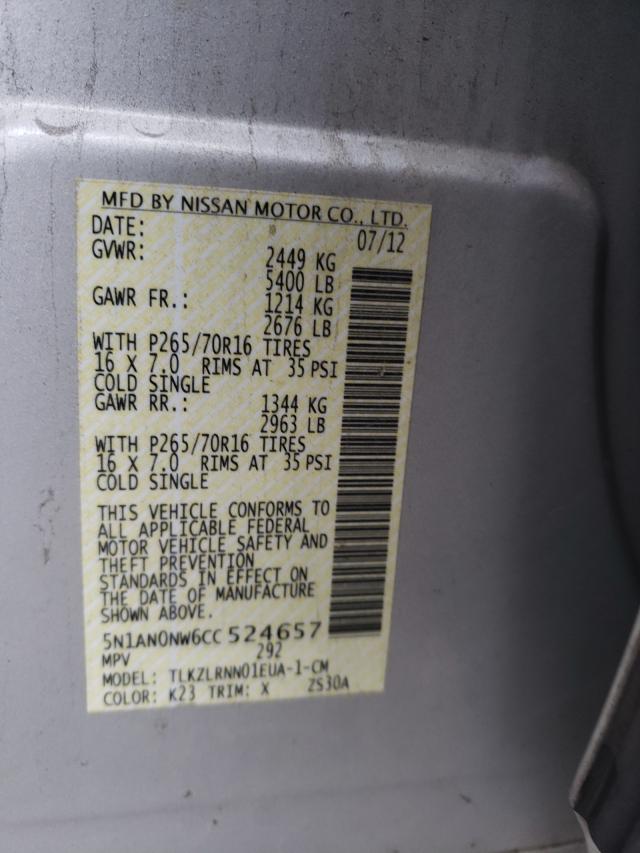 MFD BY NISSAN MOTOR CO., LTD.
DATE: 07/12
GVWR: 2449 KG
5400 LB
GAWR FR.: 1214 KG
2676 LB
WITH P265/70R16 TIRES
16 X 7.0 RIMS AT 35 PSI
COLD SINGLE
GAWR RR.: 1344 KG
2963 LB
WITH P265/70R16 TIRES
16 X 7.0 RIMS AT 35 PSI
COLD SINGLE
THIS VEHICLE CONFORMS TO
ALL APPLICABLE FEDERAL
MOTOR VEHICLE SAFETY AND
THEFT PREVENTION
STANDARDS IN EFFECT ON
THE DATE OF MANUFACTURE
SHOWN ABOVE.
5N1AN0NW6CC 524657
MPV 292
MODEL: TLKZLRNN01EUA-1-CM
COLOR: K23 TRIM: X ZS30A